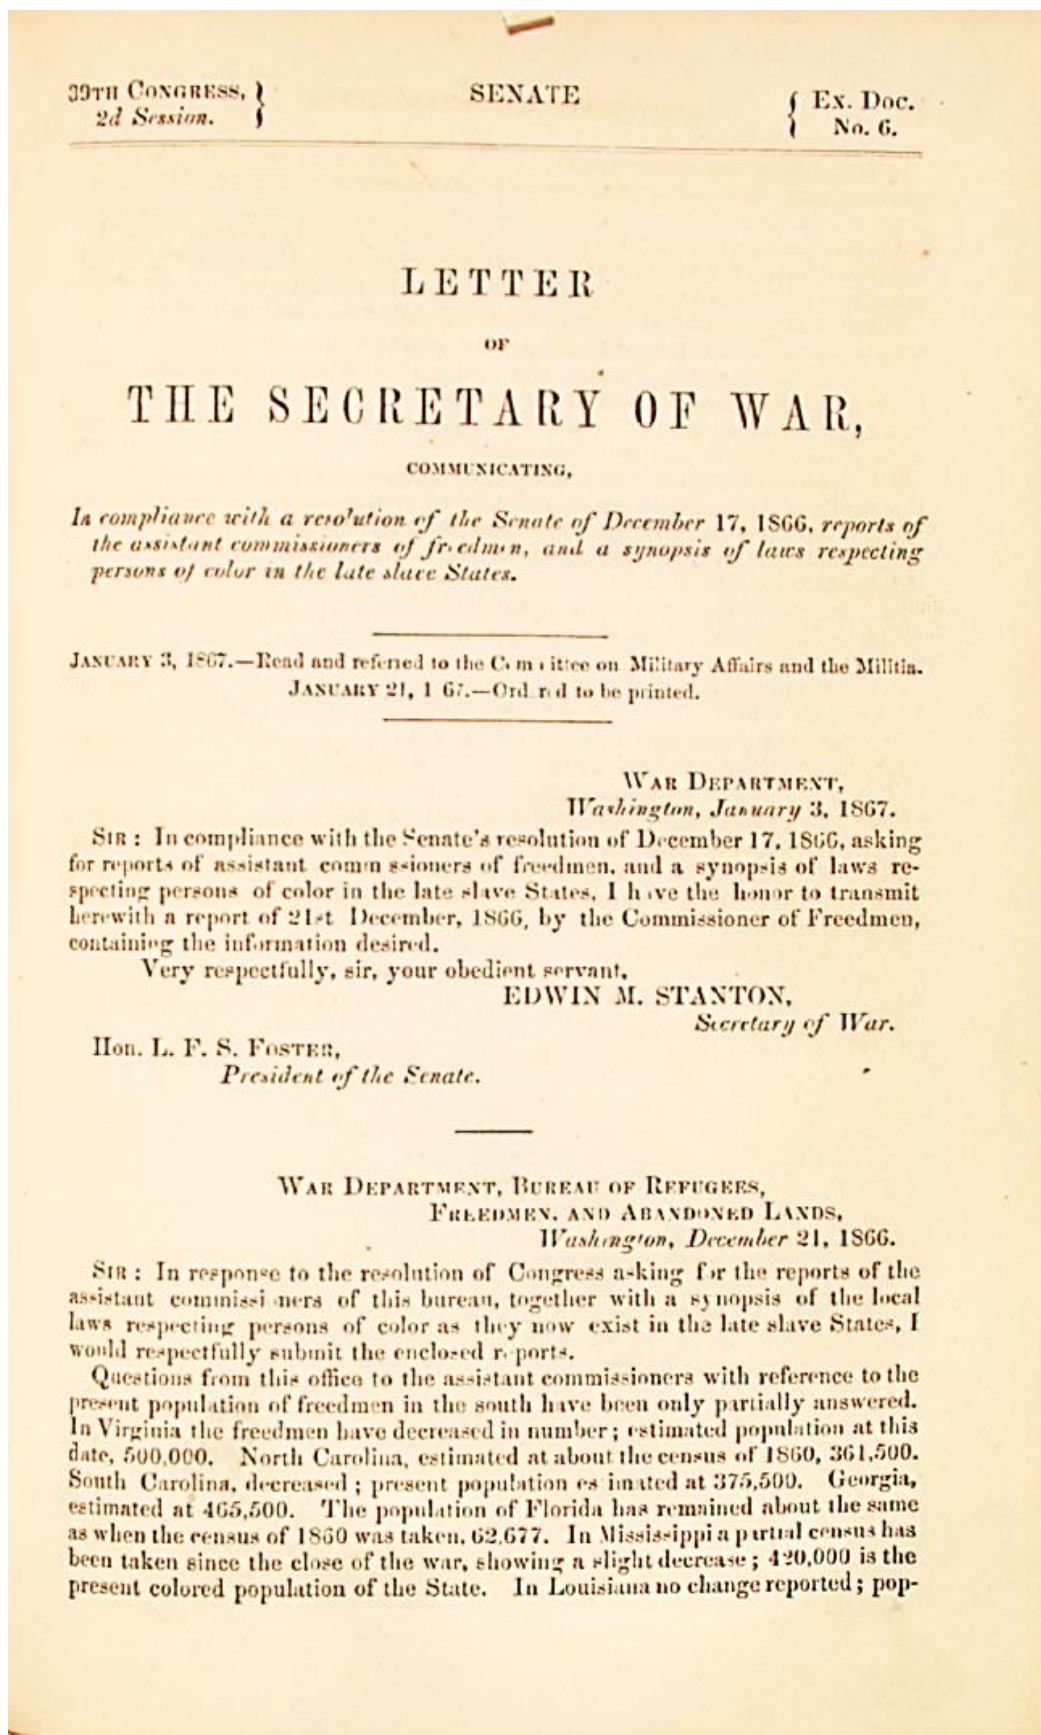 39TH CONGRESS,
2d Session.
SENATE
Ex. Doc.
No. 6.
LETTER
OF
THE SECRETARY OF WAR,
COMMUNICATING,
In compliance with a resolution of the Senate of December 17, 1866, reports of
the assistant commissioners of freedmen, and a synopsis of laws respecting
persons of color in the late slave States.
JANUARY 3, 1867.—Read and referred to the Committee on Military Affairs and the Militia.
JANUARY 21, 1867.—Ordered to be printed.
WAR DEPARTMENT,
Washington, January 3, 1867.
SIR: In compliance with the Senate's resolution of December 17, 1866, asking
for reports of assistant commissioners of freedmen, and a synopsis of laws re-
specting persons of color in the late slave States, I have the honor to transmit
herewith a report of 21st December, 1866, by the Commissioner of Freedmen,
containing the information desired.
Very respectfully, sir, your obedient servant,
EDWIN M. STANTON,
Secretary of War.
Hon. L. F. S. FOSTER,
President of the Senate.
WAR DEPARTMENT, BUREAU OF REFUGEES,
FREEDMEN, AND ABANDONED LANDS,
Washington, December 21, 1866.
SIR: In response to the resolution of Congress asking for the reports of the
assistant commissioners of this bureau, together with a synopsis of the local
laws respecting persons of color as they now exist in the late slave States, I
would respectfully submit the enclosed reports.
Questions from this office to the assistant commissioners with reference to the
present population of freedmen in the south have been only partially answered.
In Virginia the freedmen have decreased in number; estimated population at this
date, 500,000. North Carolina, estimated at about the census of 1860, 361,500.
South Carolina, decreased; present population estimated at 375,500. Georgia,
estimated at 465,500. The population of Florida has remained about the same
as when the census of 1860 was taken, 62,677. In Mississippi a partial census has
been taken since the close of the war, showing a slight decrease; 420,000 is the
present colored population of the State. In Louisiana no change reported; pop-